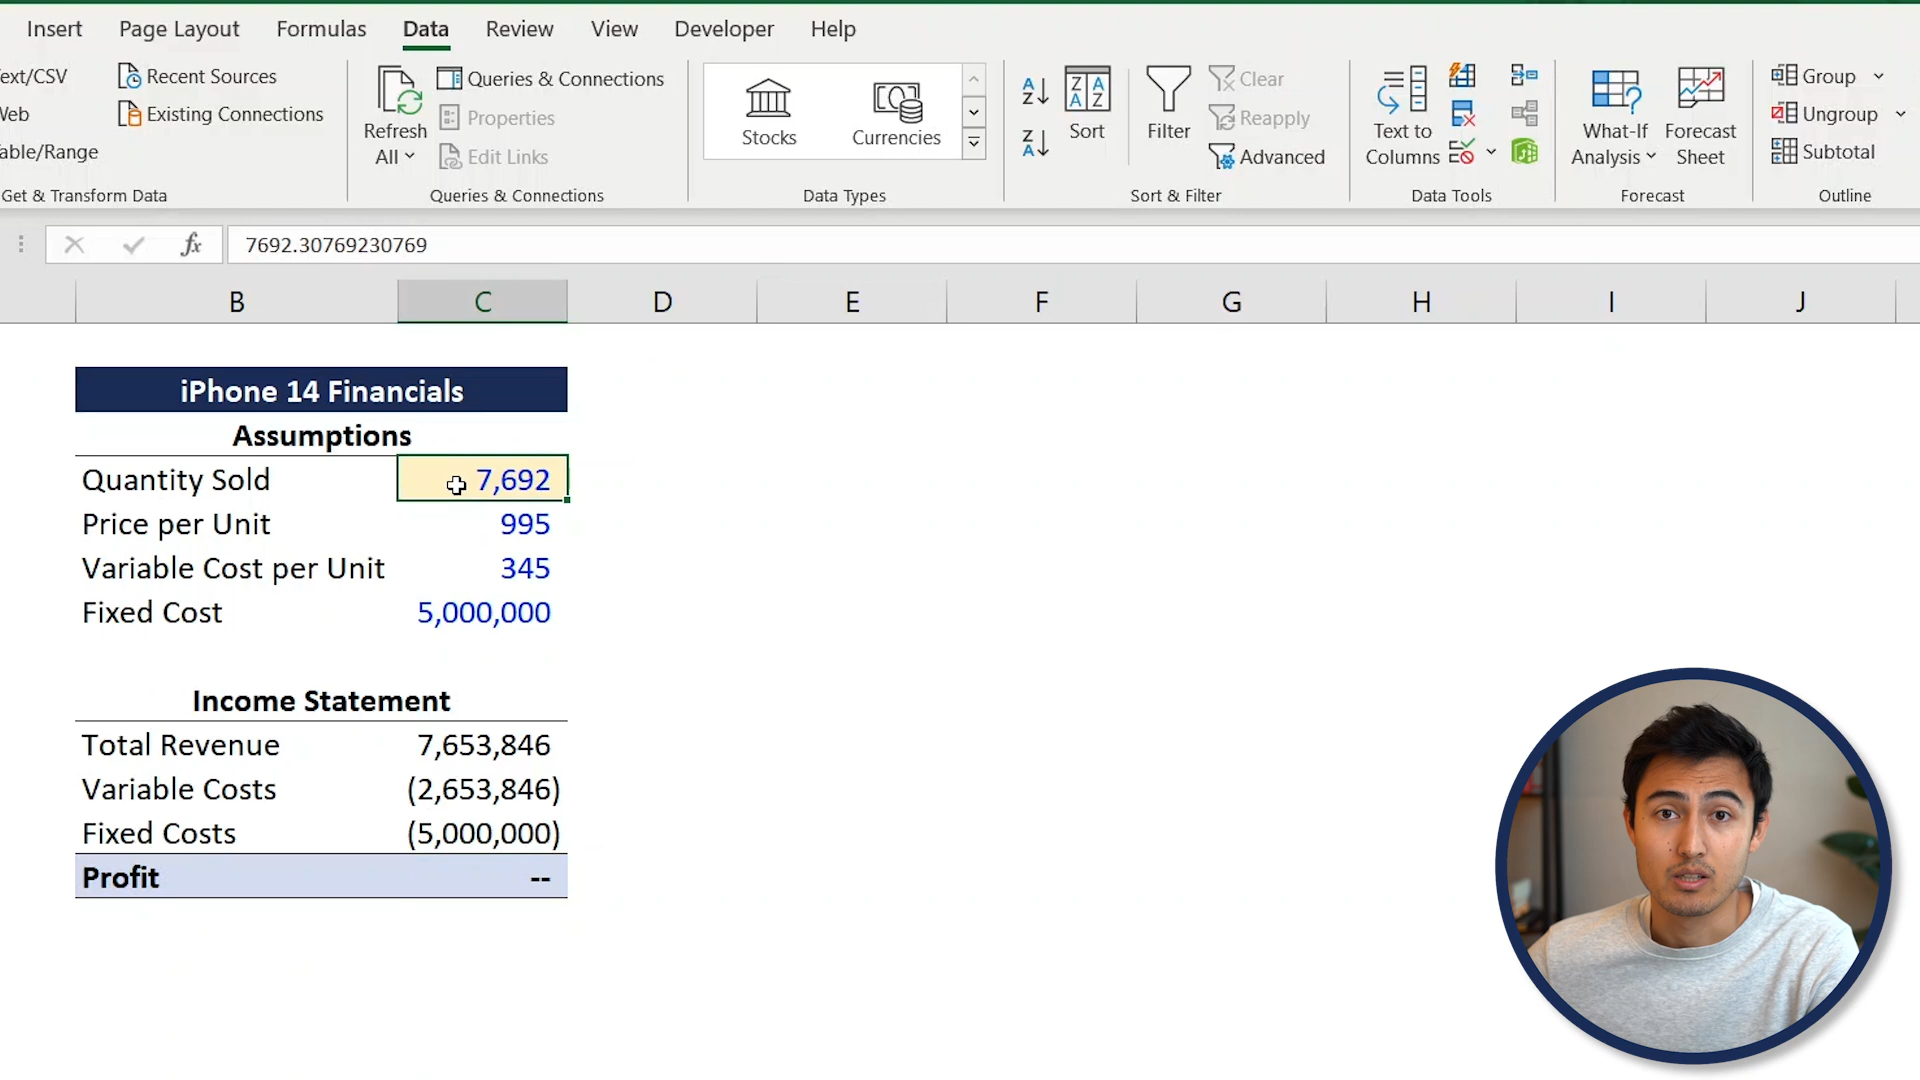 Insert Page Layout Formulas Data Review View Developer Help
ext/CSV
Web
able/Range
Get & Transform Data
Recent Sources
Existing Connections
Refresh
All
Queries & Connections
Properties
Edit Links
Queries & Connections
Stocks
Currencies
Data Types
Sort
Filter
Clear
Reapply
Advanced
Sort & Filter
Text to
Columns
Data Tools
What-If
Analysis
Forecast
Sheet
Forecast
Group
Ungroup
Subtotal
Outline
fx 7692.30769230769
B C D E F G H I J
iPhone 14 Financials
Assumptions
Quantity Sold 7,692
Price per Unit 995
Variable Cost per Unit 345
Fixed Cost 5,000,000
Income Statement
Total Revenue 7,653,846
Variable Costs (2,653,846)
Fixed Costs (5,000,000)
Profit --